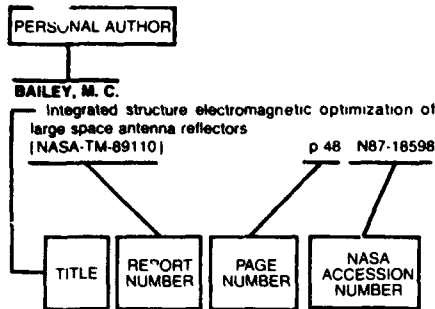 PERSONAL AUTHOR
BAILEY, M. C.
Integrated structure electromagnetic optimization of
large space antenna reflectors
(NASA-TM-89110) p 48 N87-18598
TITLE
REPORT
NUMBER
PAGE
NUMBER
NASA
ACCESSION
NUMBER